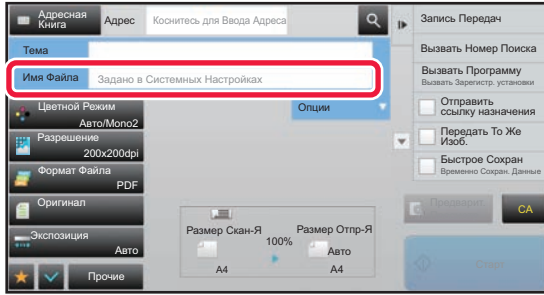 Адресная
Книга
Адрес
Коснитесь для Ввода Адреса
Тема
Имя Файла
Задано в Системных Настройках
Цветной Режим
Авто/Mono2
Опции
Разрешение
200x200dpi
Формат Файла
PDF
Оригинал
Экспозиция
Авто
Прочие
Размер Скан-Я
100%
Размер Отпр-Я
Авто
A4
A4
Запись Передач
Вызвать Номер Поиска
Вызвать Программу
Вызвать Зарегистр. установки
Отправить
ссылку назначения
Передать То Же
Изоб.
Быстрое Сохран
Временно Сохран. Данные
CA